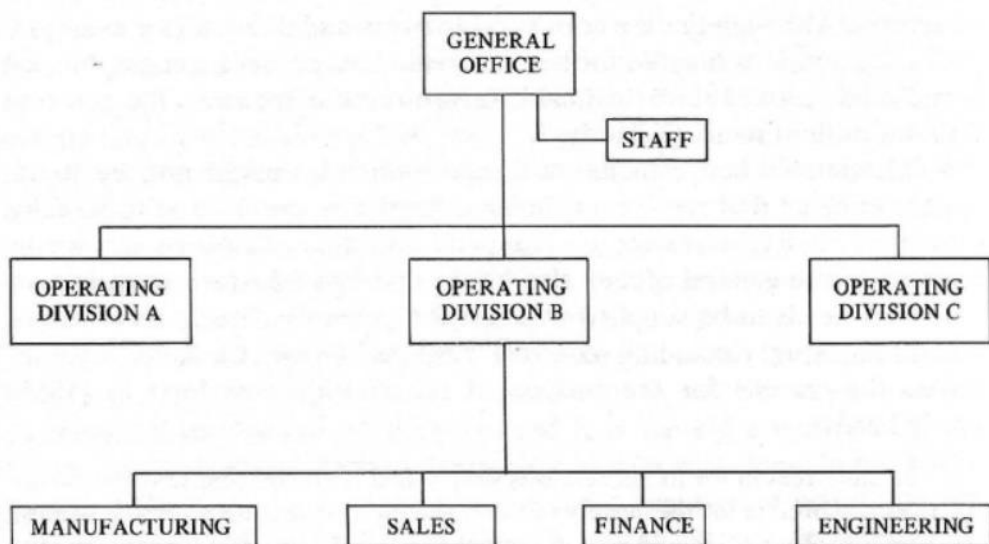 GENERAL
OFFICE
STAFF
OPERATING
DIVISION A
OPERATING
DIVISION B
OPERATING
DIVISION C
MANUFACTURING
SALES
FINANCE
ENGINEERING